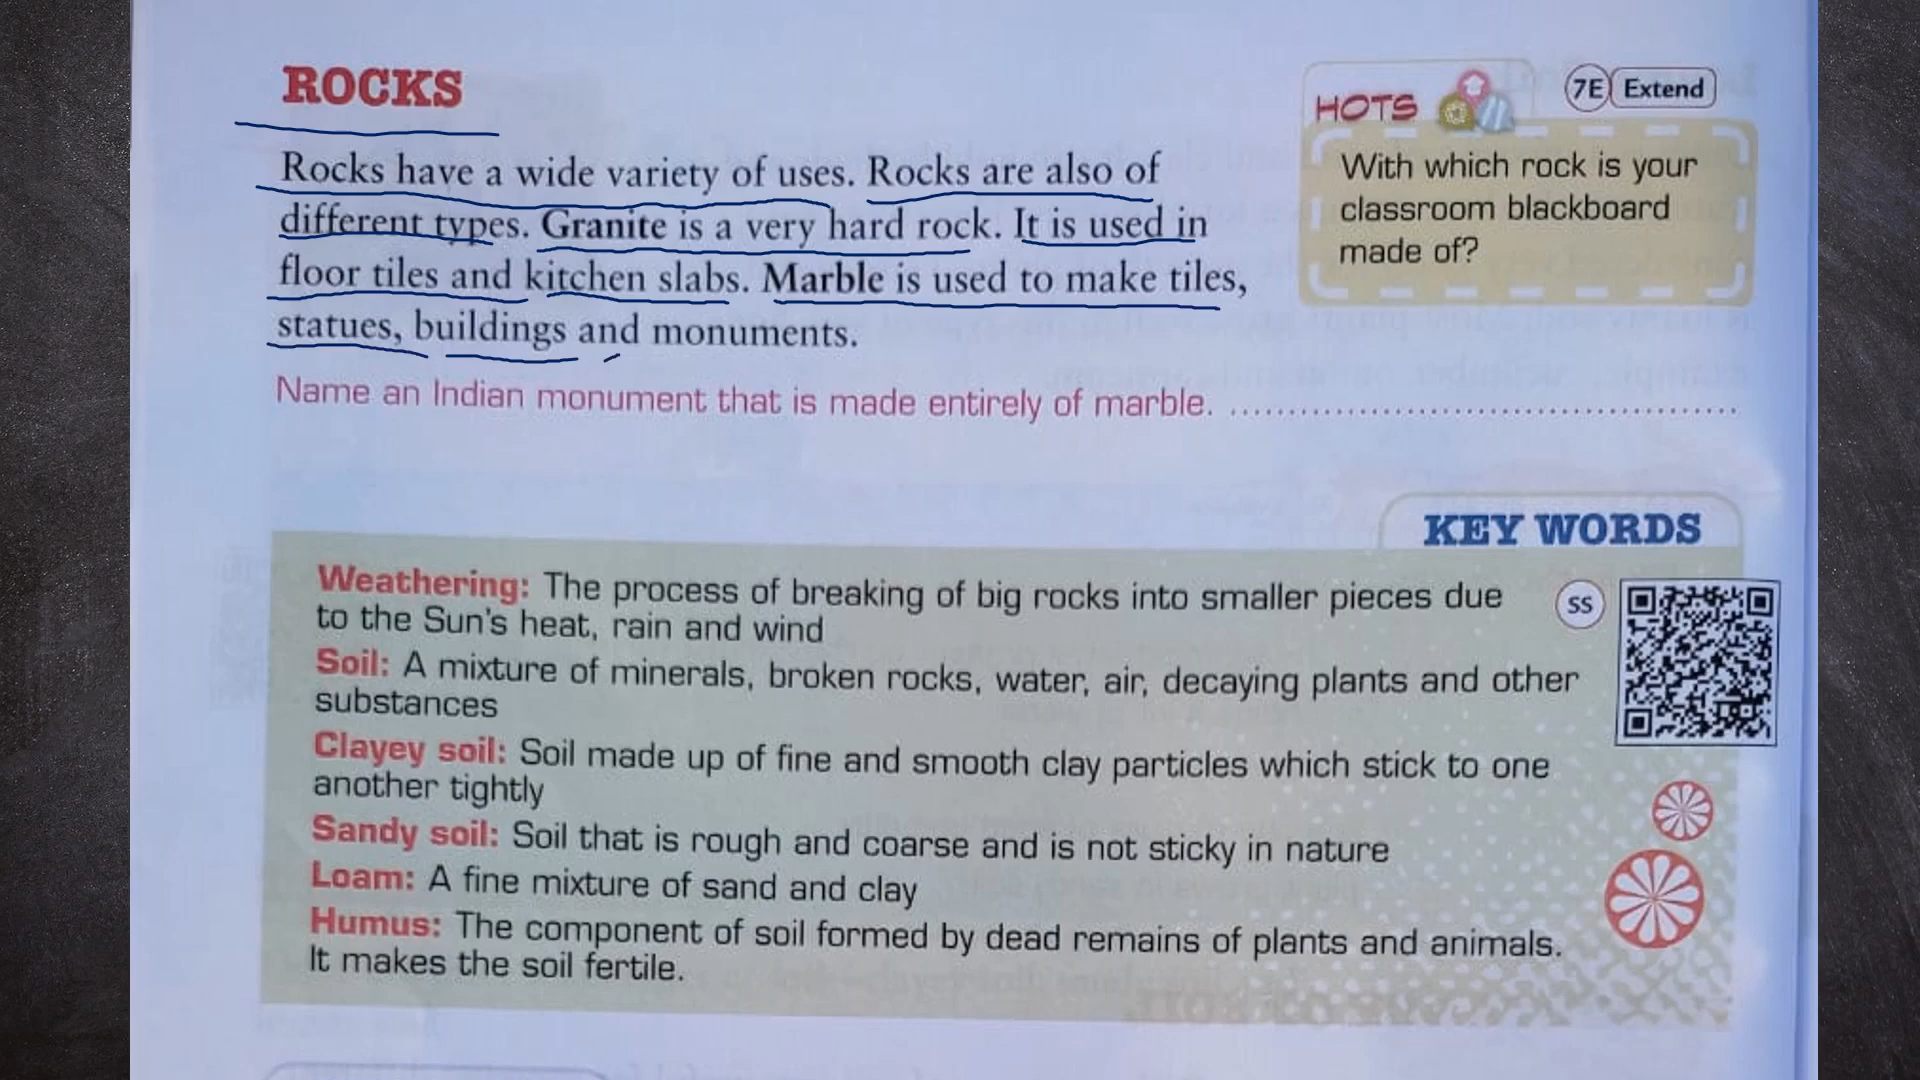 ROCKS
Rocks have a wide variety of uses. Rocks are also of
different types. Granite is a very hard rock. It is used in
floor tiles and kitchen slabs. Marble is used to make tiles,
statues, buildings and monuments.
Name an Indian monument that is made entirely of marble. ................................................
HOTS
7E Extend
With which rock is your
classroom blackboard
made of?
KEY WORDS
Weathering: The process of breaking of big rocks into smaller pieces due
to the Sun's heat, rain and wind
SS
Soil: A mixture of minerals, broken rocks, water, air, decaying plants and other
substances
Clayey soil: Soil made up of fine and smooth clay particles which stick to one
another tightly
Sandy soil: Soil that is rough and coarse and is not sticky in nature
Loam: A fine mixture of sand and clay
Humus: The component of soil formed by dead remains of plants and animals.
It makes the soil fertile.